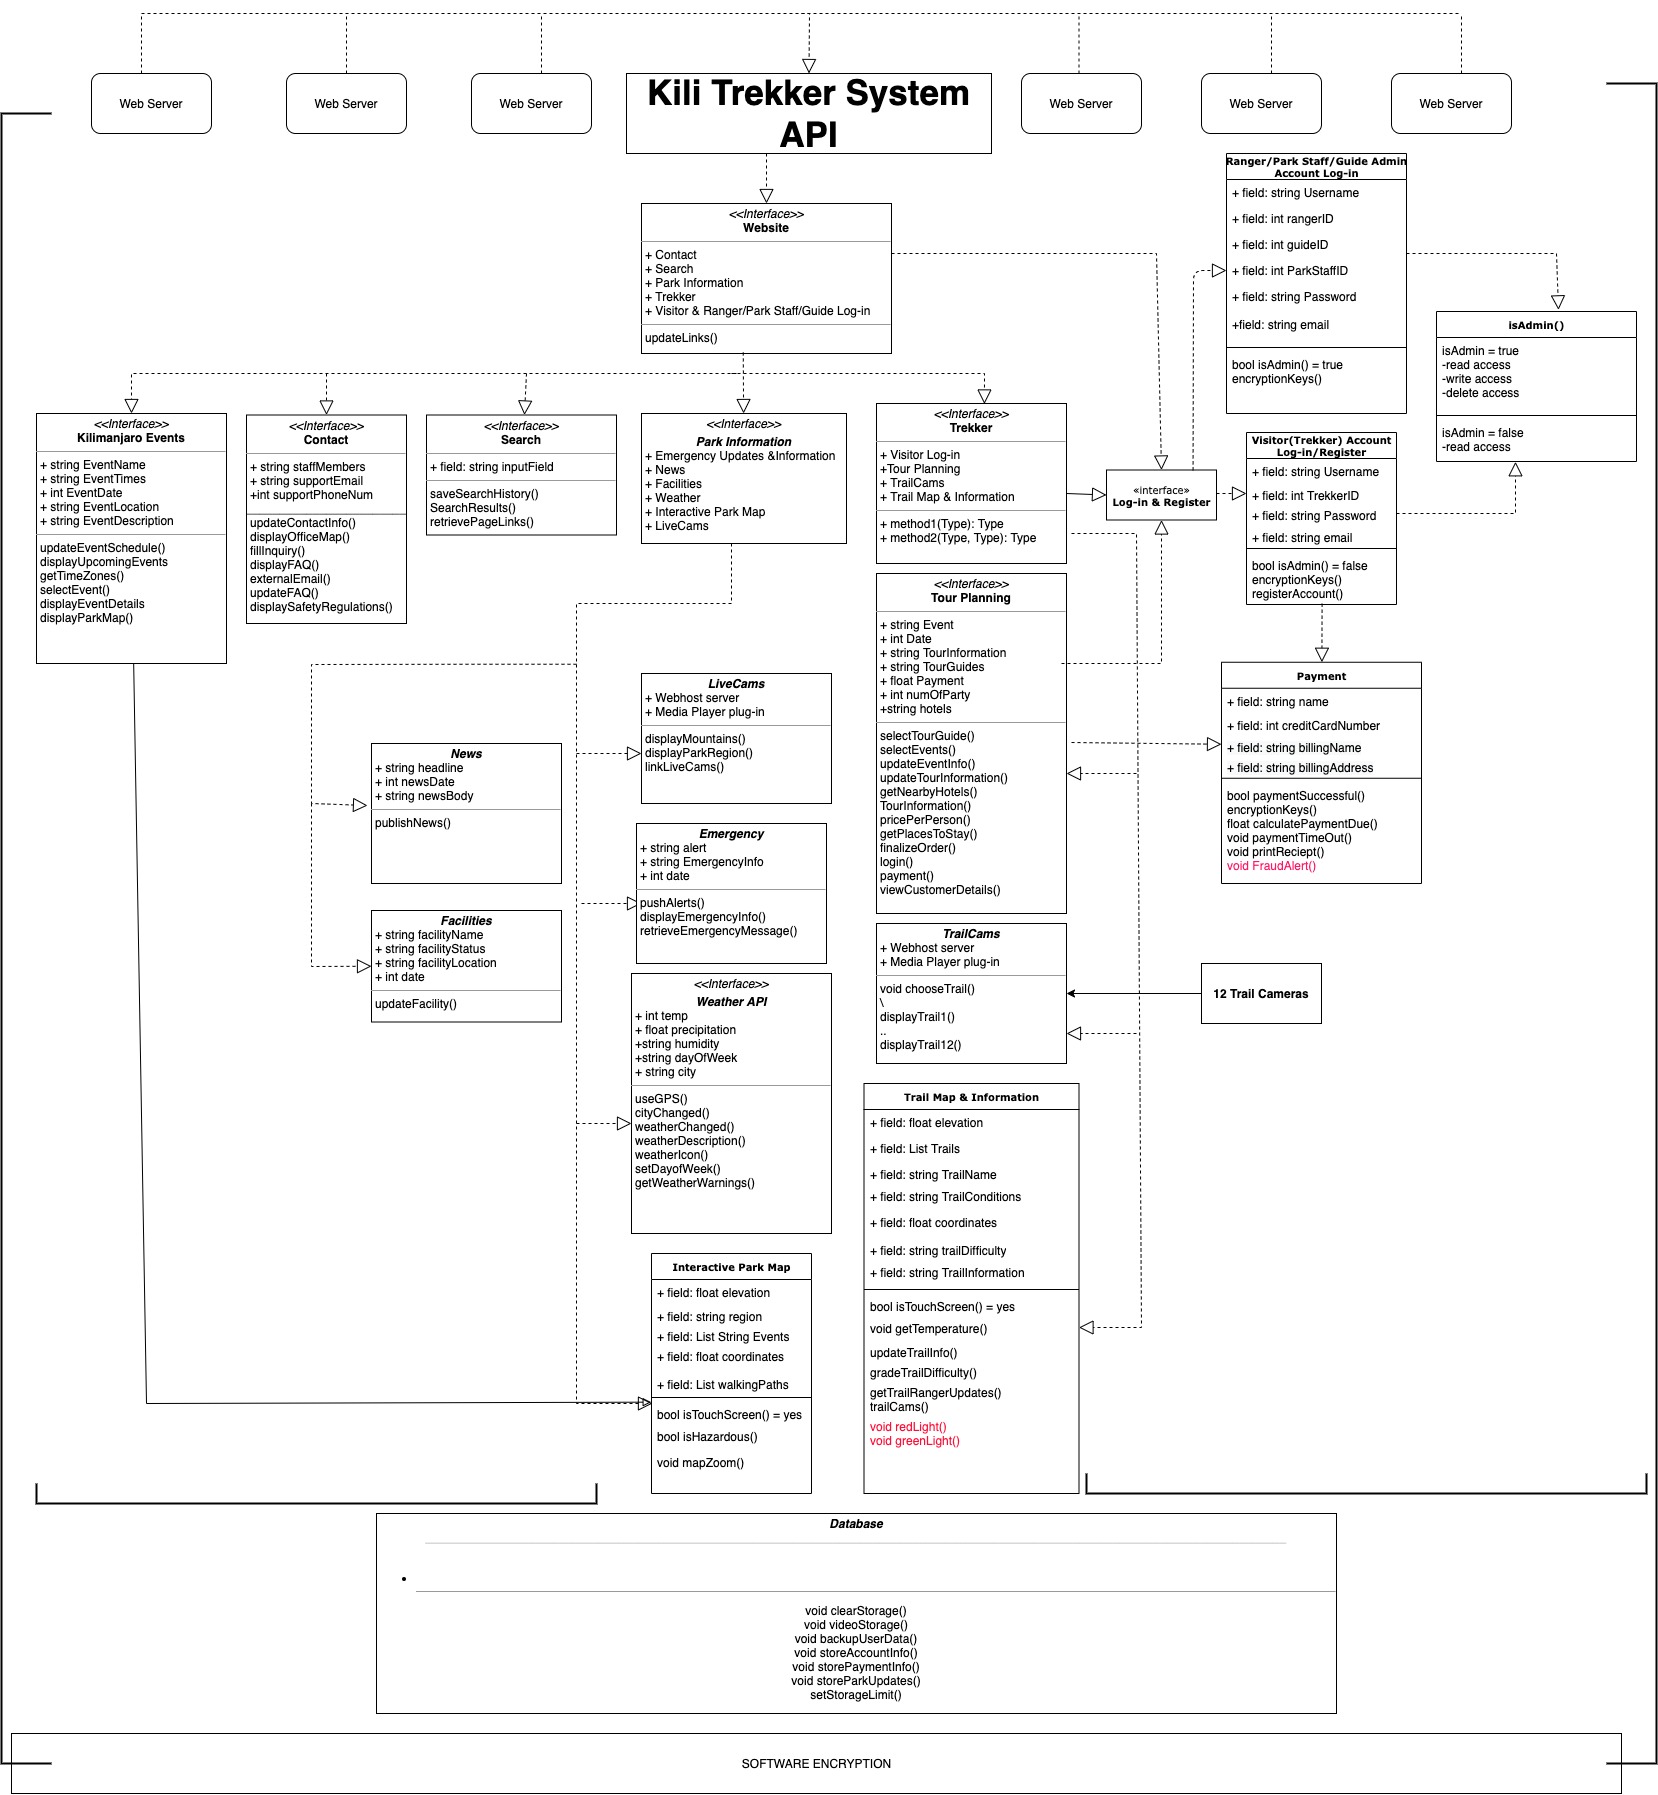 Web Server
Web Server
Web Server
Kili Trekker System
API
Web Server
Web Server
Web Server
<<Interface>>
Website
+ Contact
+ Search
+ Park Information
+ Trekker
+ Visitor & Ranger/Park Staff/Guide Log-in
updateLinks()
Ranger/Park Staff/Guide Admin
Account Log-in
+ field: string Username
+ field: int rangerID
+ field: int guideID
+ field: int ParkStaffID
+ field: string Password
+field: string email
bool isAdmin() = true
encryptionKeys()
isAdmin()
isAdmin = true
-read access
-write access
-delete access
isAdmin = false
-read access
<<Interface>>
Kilimanjaro Events
+ string EventName
+ string EventTimes
+ int EventDate
+ string EventLocation
+ string EventDescription
updateEventSchedule()
displayUpcomingEvents
getTimeZones()
selectEvent()
displayEventDetails
displayParkMap()
<<Interface>>
Contact
+ string staffMembers
+ string supportEmail
+int supportPhoneNum
updateContactInfo()
displayOfficeMap()
fillInquiry()
displayFAQ()
externalEmail()
updateFAQ()
displaySafetyRegulations()
<<Interface>>
Search
+ field: string inputField
saveSearchHistory()
SearchResults()
retrievePageLinks()
<<Interface>>
Park Information
+ Emergency Updates &Information
+ News
+ Facilities
+ Weather
+ Interactive Park Map
+ LiveCams
<<Interface>>
Trekker
+ Visitor Log-in
+Tour Planning
+ TrailCams
+ Trail Map & Information
+ method1(Type): Type
+ method2(Type, Type): Type
«interface»
Log-in & Register
Visitor(Trekker) Account
Log-in/Register
+ field: string Username
+ field: int TrekkerID
+ field: string Password
+ field: string email
bool isAdmin() = false
encryptionKeys()
registerAccount()
<<Interface>>
Tour Planning
+ string Event
+ int Date
+ string TourInformation
+ string TourGuides
+ float Payment
+ int numOfParty
+string hotels
selectTourGuide()
selectEvents()
updateEventInfo()
updateTourInformation()
getNearbyHotels()
TourInformation()
pricePerPerson()
getPlacesToStay()
finalizeOrder()
login()
payment()
viewCustomerDetails()
Payment
+ field: string name
+ field: int creditCardNumber
+ field: string billingName
+ field: string billingAddress
bool paymentSuccessful()
encryptionKeys()
float calculatePaymentDue()
void paymentTimeOut()
void printReciept()
void FraudAlert()
LiveCams
+ Webhost server
+ Media Player plug-in
displayMountains()
displayParkRegion()
linkLiveCams()
News
+ string headline
+ int newsDate
+ string newsBody
publishNews()
Emergency
+ string alert
+ string EmergencyInfo
+ int date
pushAlerts()
displayEmergencyInfo()
retrieveEmergencyMessage()
Facilities
+ string facilityName
+ string facilityStatus
+ string facilityLocation
+ int date
updateFacility()
TrailCams
+ Webhost server
+ Media Player plug-in
void chooseTrail()
\
displayTrail1()
..
displayTrail12()
12 Trail Cameras
<<Interface>>
Weather API
+ int temp
+ float precipitation
+string humidity
+string dayOfWeek
+ string city
useGPS()
cityChanged()
weatherChanged()
weatherDescription()
weatherIcon()
setDayofWeek()
getWeatherWarnings()
Trail Map & Information
+ field: float elevation
+ field: List Trails
+ field: string TrailName
+ field: string TrailConditions
+ field: float coordinates
+ field: string trailDifficulty
+ field: string TrailInformation
bool isTouchScreen() = yes
void getTemperature()
updateTrailInfo()
gradeTrailDifficulty()
getTrailRangerUpdates()
trailCams()
void redLight()
void greenLight()
Interactive Park Map
+ field: float elevation
+ field: string region
+ field: List String Events
+ field: float coordinates
+ field: List walkingPaths
bool isTouchScreen() = yes
bool isHazardous()
void mapZoom()
Database
•
void clearStorage()
void videoStorage()
void backupUserData()
void storeAccountInfo()
void storePaymentInfo()
void storeParkUpdates()
setStorageLimit()
SOFTWARE ENCRYPTION